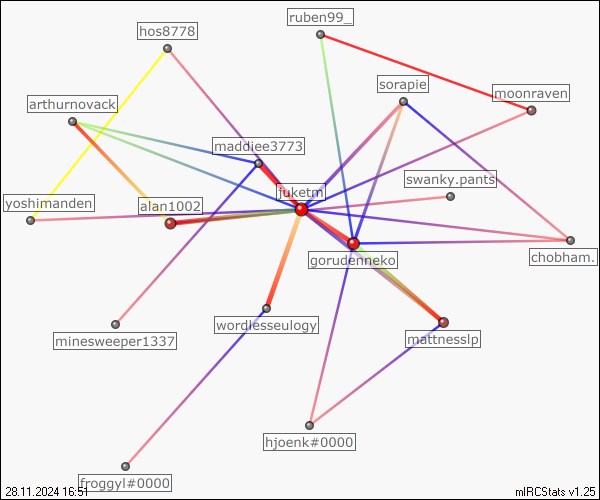 ruben99_
hos8778
sorapie
moonraven
arthurnovack
maddiee3773
swanky.pants
juketm
yoshimanden
alan1002
gorudenneko
chobham.
wordlesseulogy
minesweeper1337
mattnesslp
hjoenk#0000
froggyl#0000
28.11.2024 16:51
mIRCStats v1.25